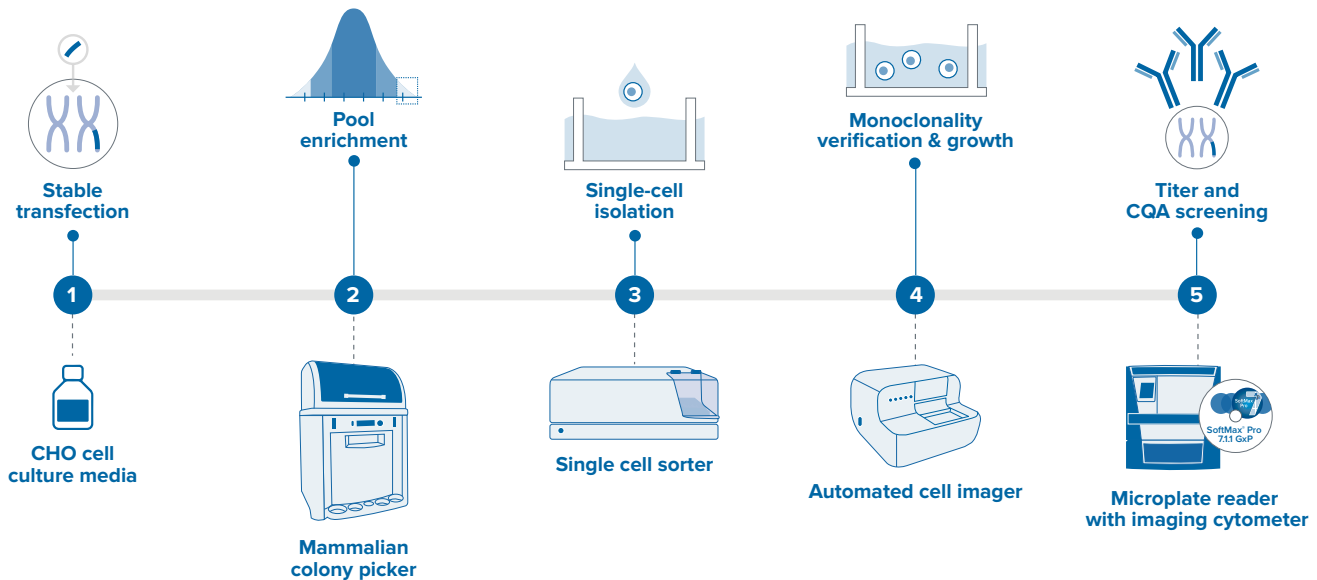 Stable
transfection
Pool
enrichment
Single-cell
isolation
Monoclonality
verification & growth
Titer and
CQA screening
1
2
3
4
5
CHO cell
culture media
Mammalian
colony picker
Single cell sorter
Automated cell imager
SoftMax
Pro
SoftMax® Pro
7.1.1 GxP
Microplate reader
with imaging cytometer